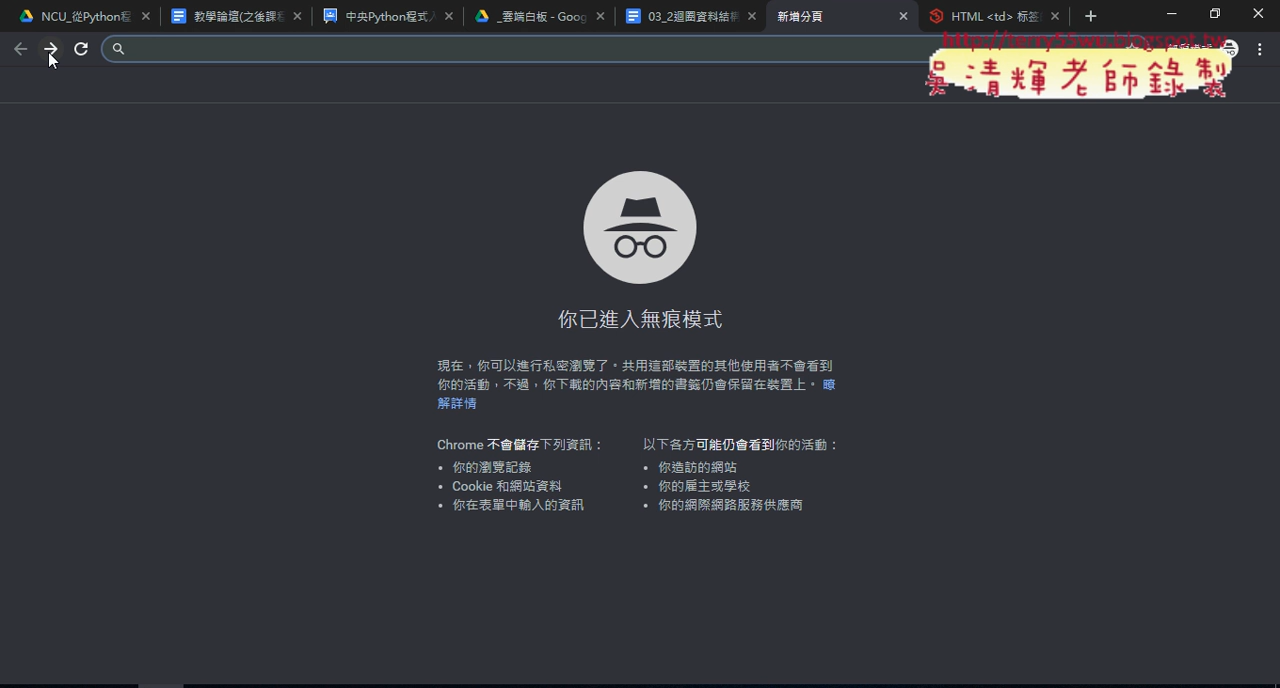 NCU_從Python程
教學論壇(之後課程
中央Python程式入
_雲端白板 - Goog
03_2迴圈資料結構
新增分頁
HTML <td> 标签
http://terry55wu.blogspot.tw
吳清輝老師錄製
你已進入無痕模式
現在，你可以進行私密瀏覽了。共用這部裝置的其他使用者不會看到
你的活動，不過，你下載的內容和新增的書籤仍會保留在裝置上。瞭
解詳情
Chrome 不會儲存下列資訊：
• 你的瀏覽記錄
• Cookie 和網站資料
• 你在表單中輸入的資訊
以下各方可能仍會看到你的活動：
• 你造訪的網站
• 你的雇主或學校
• 你的網際網路服務供應商